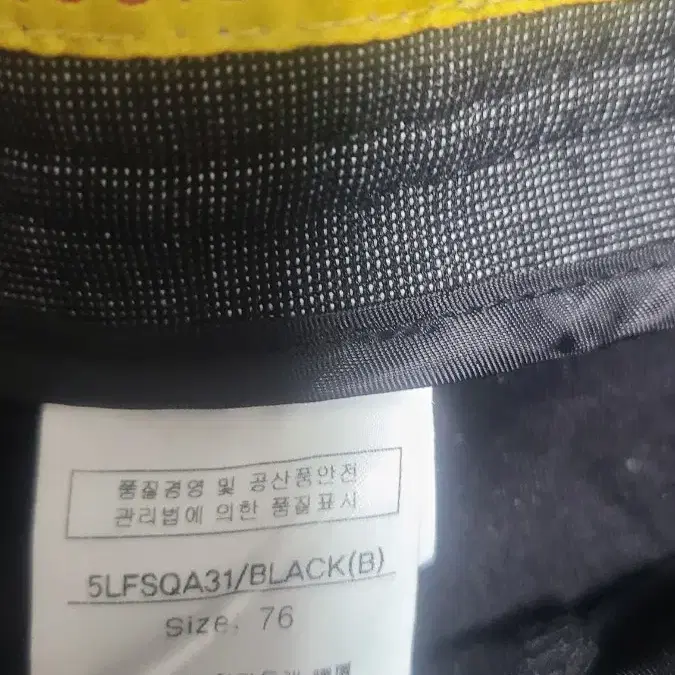 품질경영 및 공산품안전
관리법에 의한 품질표시
5LFSQA31/BLACK(B)
Size: 76